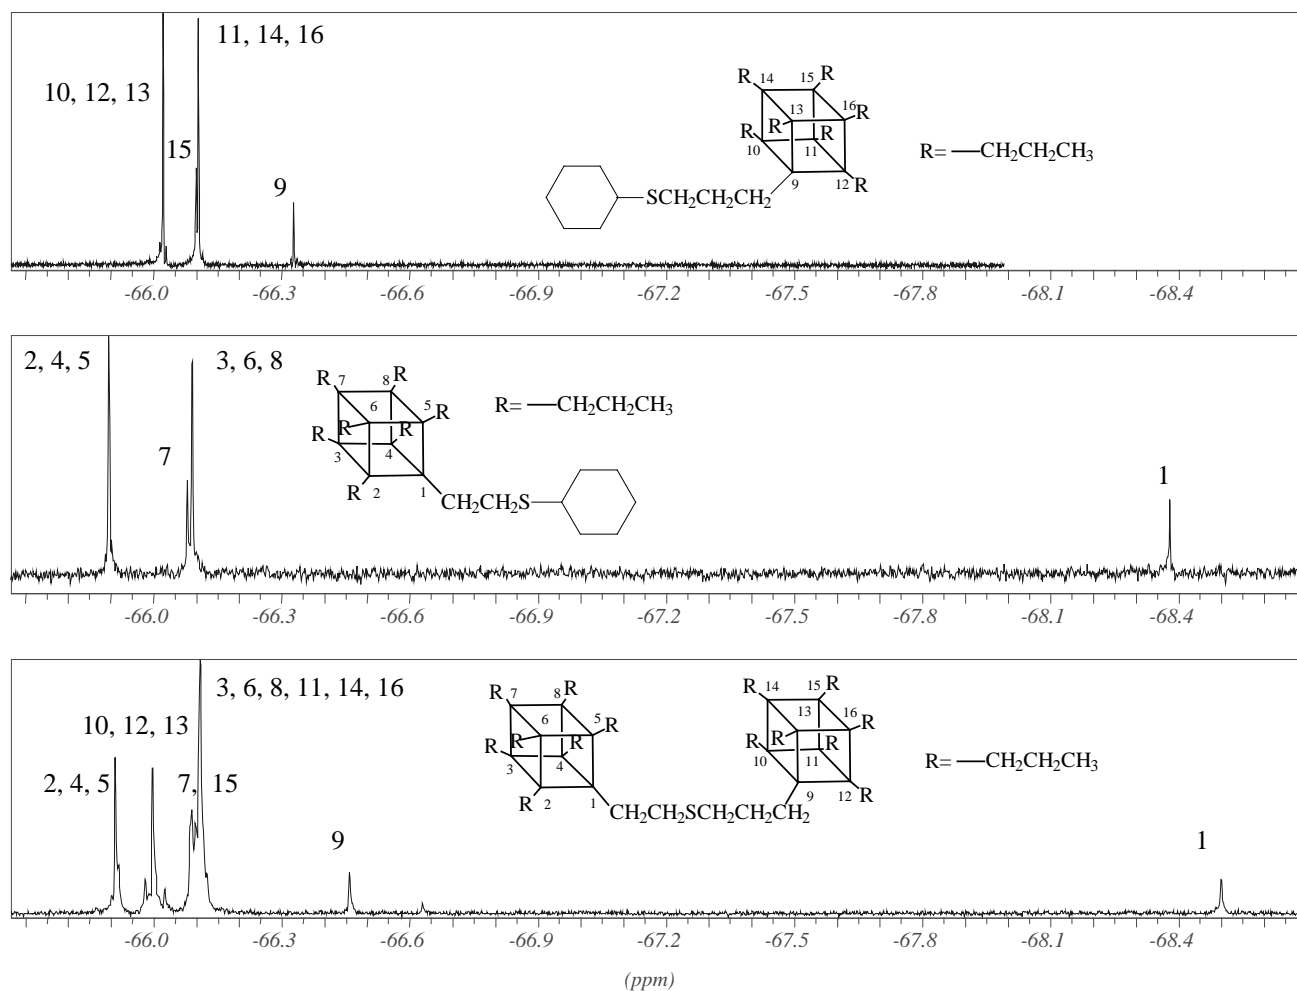 11, 14, 16
10, 12, 13
15
9
R 14 15 R
13 16 R
R R R
10 11
9 12 R
SCH2CH2CH2
R= —CH2CH2CH3
-66.0 -66.3 -66.6 -66.9 -67.2 -67.5 -67.8 -68.1 -68.4
2, 4, 5
3, 6, 8
7
1
R 7 8 R
6 5 R
R R R
3 4
R 2 1
CH2CH2S
R= —CH2CH2CH3
-66.0 -66.3 -66.6 -66.9 -67.2 -67.5 -67.8 -68.1 -68.4
3, 6, 8, 11, 14, 16
10, 12, 13
2, 4, 5
7, 15
9
1
R 7 8 R
6 5 R
R R R
3 4
R 2 1
R 14 15 R
13 16 R
R R R
10 11
9 12 R
CH2CH2SCH2CH2CH2
R= —CH2CH2CH3
-66.0 -66.3 -66.6 -66.9 -67.2 -67.5 -67.8 -68.1 -68.4
(ppm)